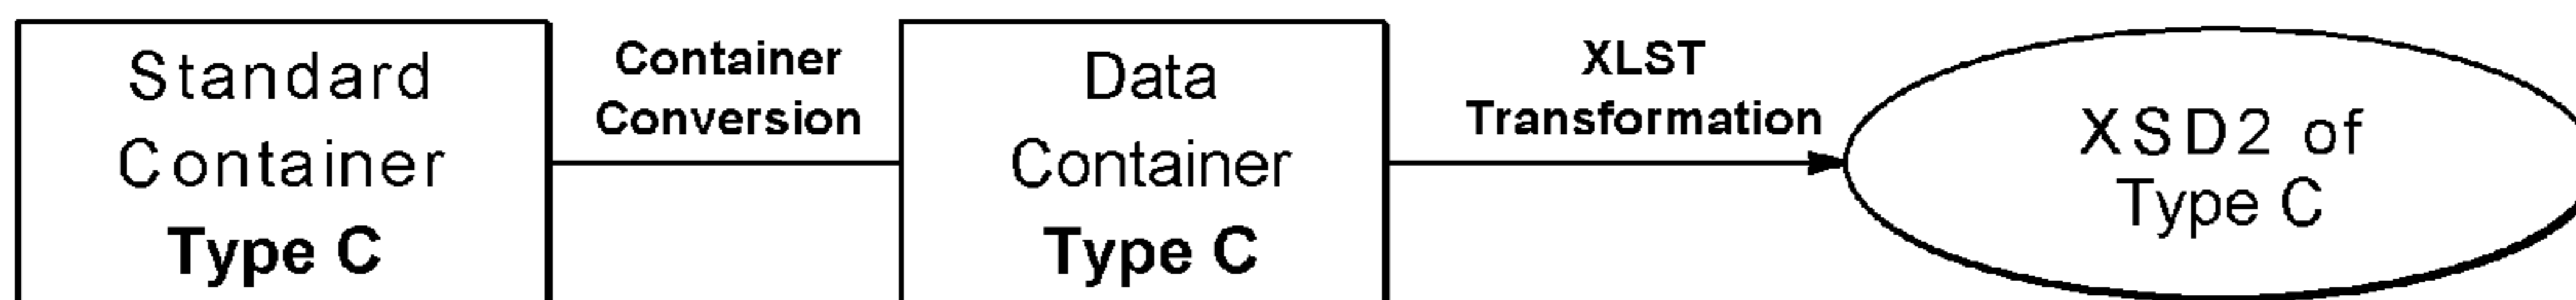 Standard
Container
Type C
Container
Conversion
Data
Container
Type C
XLST
Transformation
XSD2 of
Type C